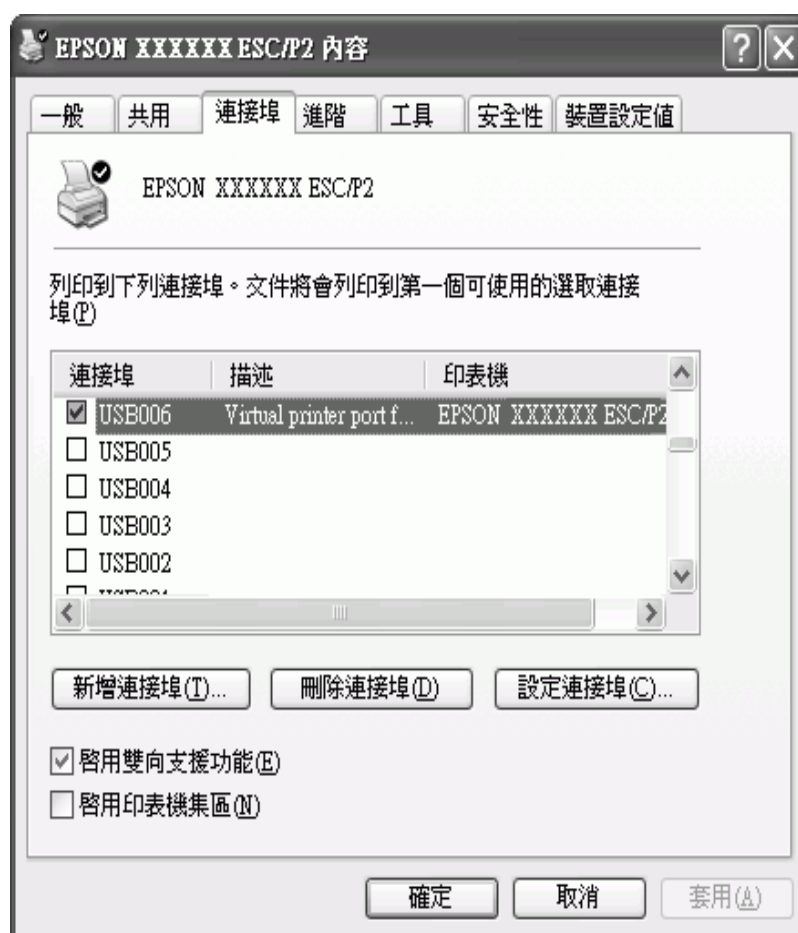 EPSON XXXXXX ESC/P2 內容
一般 共用 連接埠 進階 工具 安全性 裝置設定值
EPSON XXXXXX ESC/P2
列印到下列連接埠。文件將會列印到第一個可使用的選取連接
埠(P)
連接埠 描述 印表機
USB006 Virtual printer port f... EPSON XXXXXX ESC/P2
USB005
USB004
USB003
USB002
新增連接埠(T)... 刪除連接埠(D) 設定連接埠(C)...
啓用雙向支援功能(E)
啓用印表機集區(N)
確定 取消 套用(A)